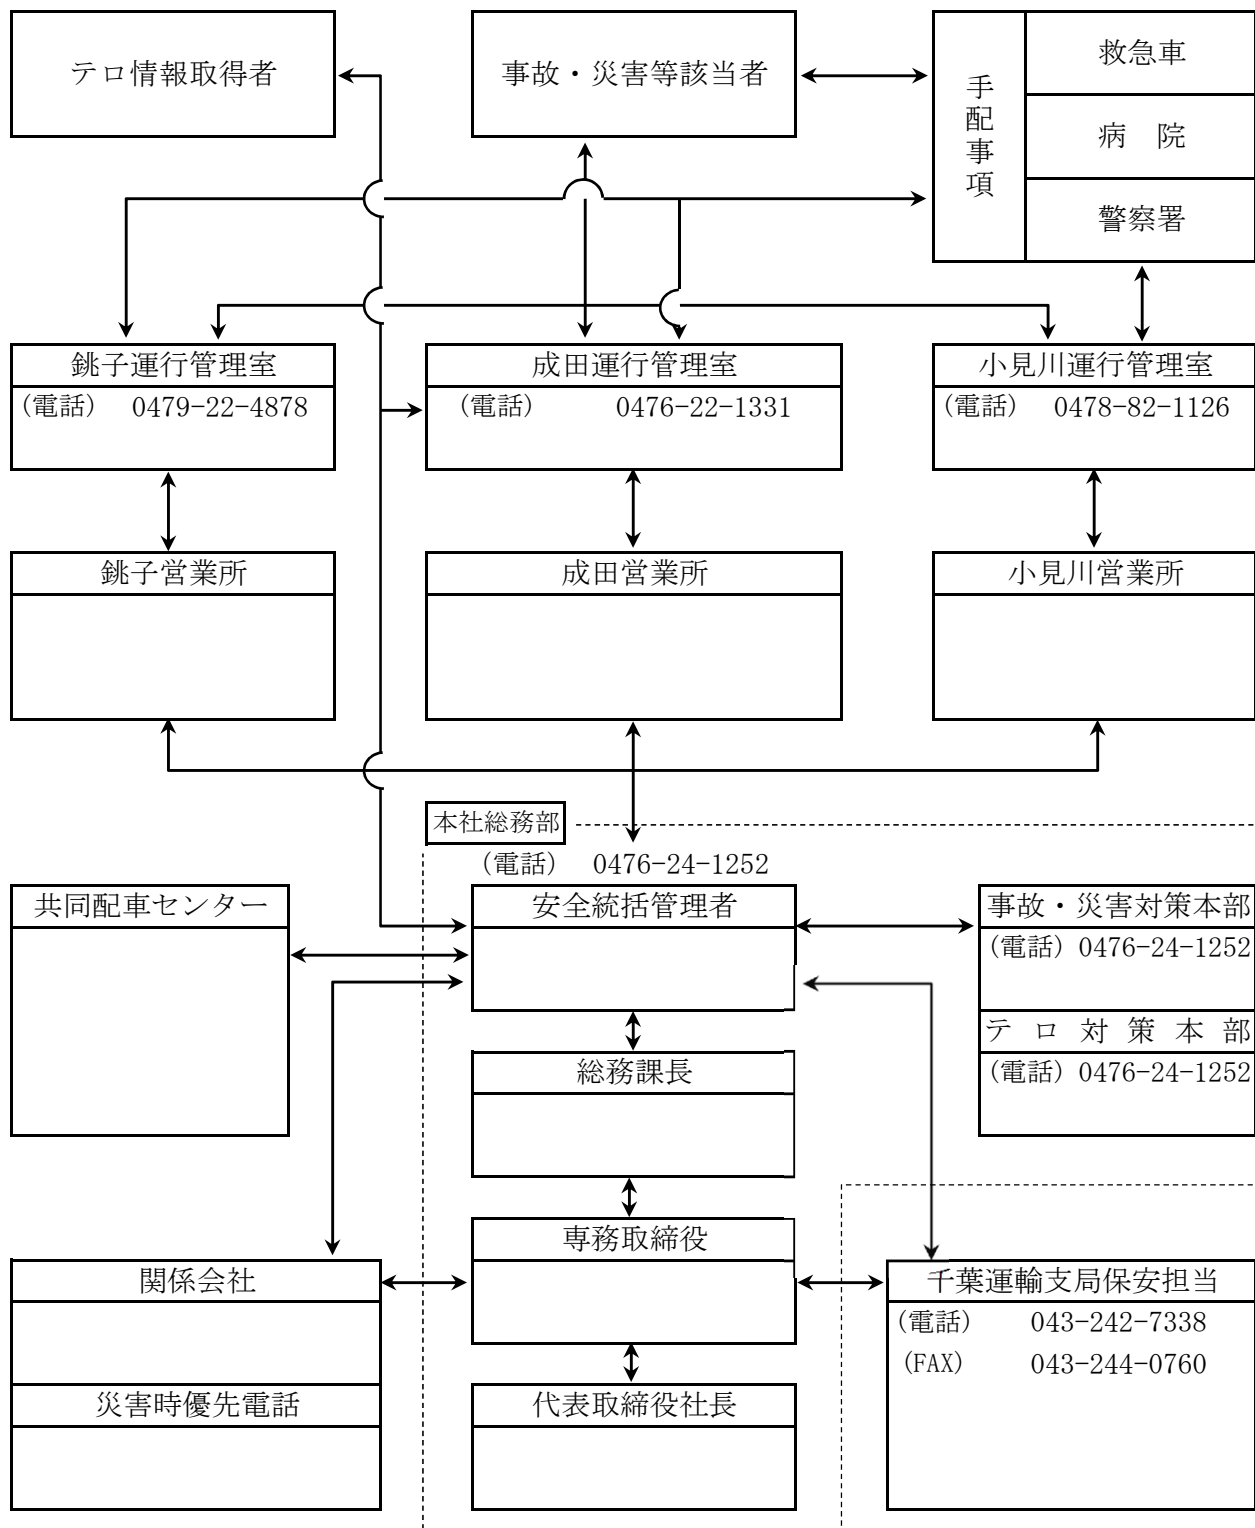 テロ情報取得者
事故・災害等該当者
手配事項
救急車
病　院
警察署
銚子運行管理室
(電話)　0479-22-4878
成田運行管理室
(電話)　0476-22-1331
小見川運行管理室
(電話)　0478-82-1126
銚子営業所
成田営業所
小見川営業所
本社総務部
(電話)　0476-24-1252
共同配車センター
安全統括管理者
事故・災害対策本部
(電話) 0476-24-1252
テ ロ 対 策 本 部
(電話) 0476-24-1252
総務課長
専務取締役
関係会社
千葉運輸支局保安担当
(電話)　043-242-7338
(FAX)　043-244-0760
災害時優先電話
代表取締役社長